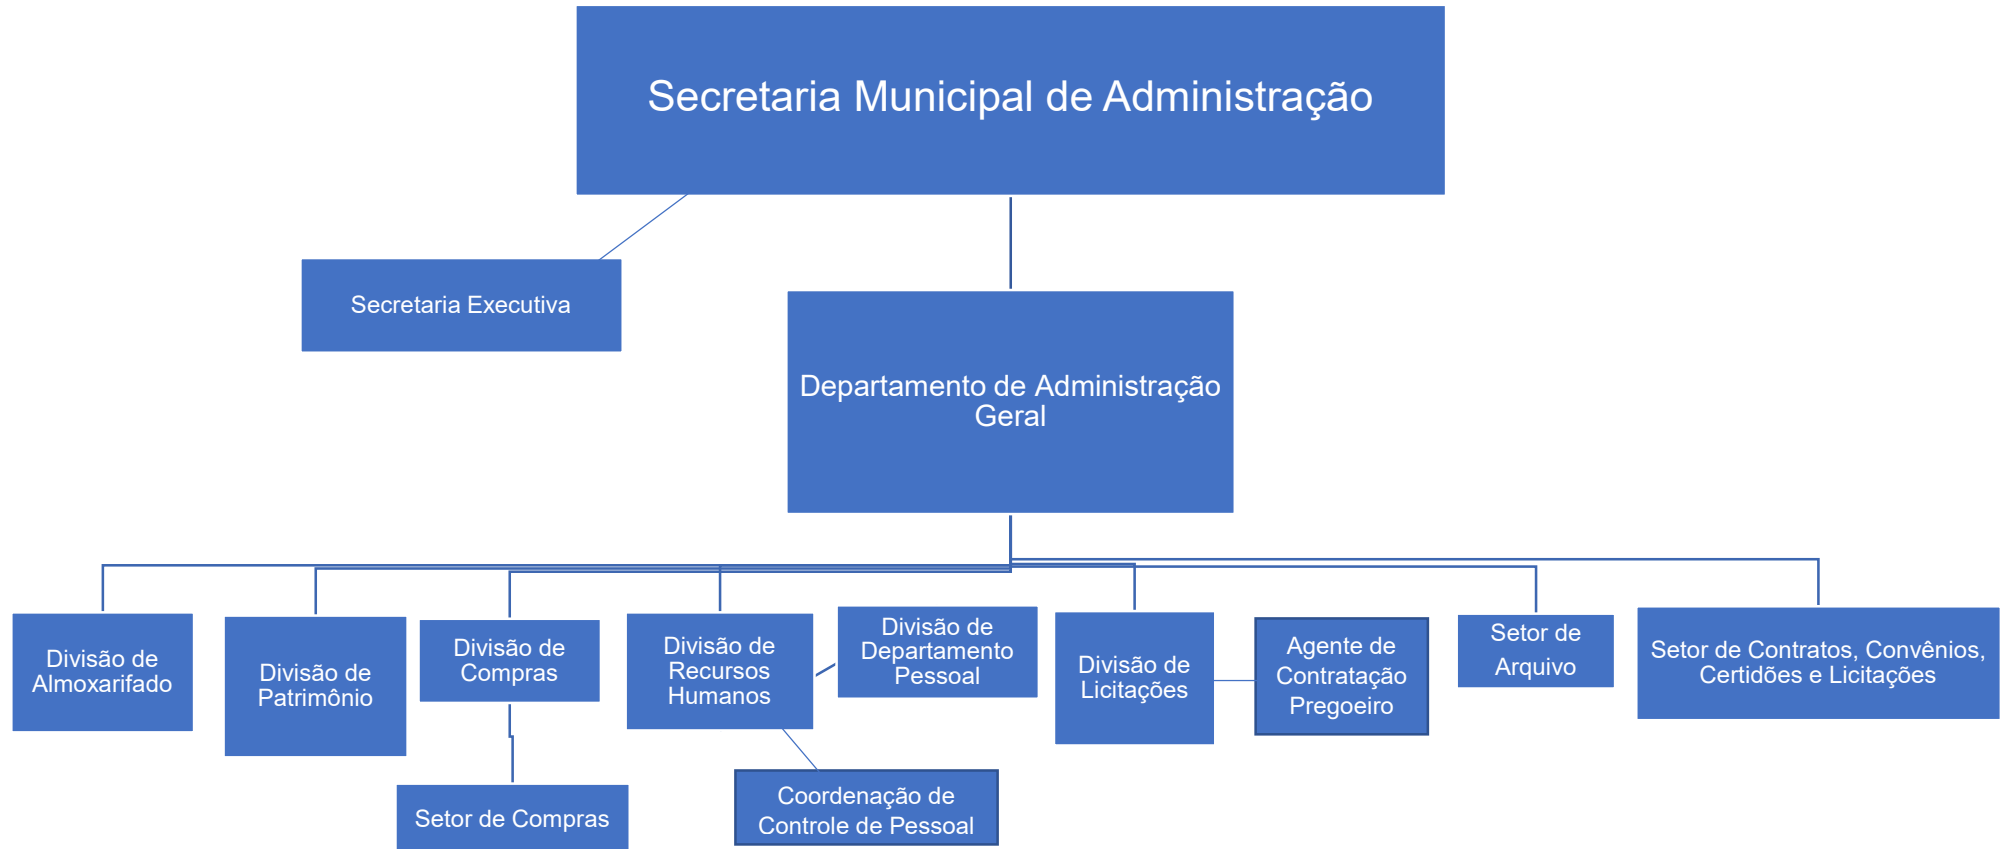 Secretaria Municipal de Administração
Secretaria Executiva
Departamento de Administração
Geral
Divisão de
Almoxarifado
Divisão de
Patrimônio
Divisão de
Compras
Divisão de
Recursos
Humanos
Divisão de
Departamento
Pessoal
Divisão de
Licitações
Agente de
Contratação
Pregoeiro
Setor de
Arquivo
Setor de Contratos, Convênios,
Certidões e Licitações
Setor de Compras
Coordenação de
Controle de Pessoal